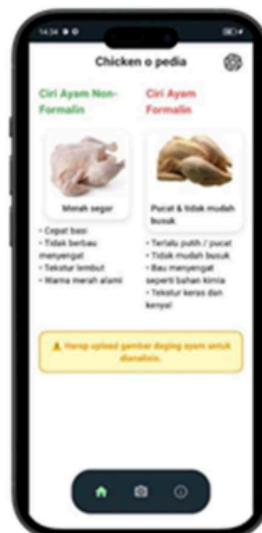 14.34
Chicken o pedia
Ciri Ayam Non-
Formalin
Merah segar
• Cepat basi
• Tidak berbau
menyengat
• Tekstur lembut
• Warna merah alami
Ciri Ayam
Formalin
Pucat & tidak mudah
busuk
• Terlalu putih / pucat
• Tidak mudah busuk
• Bau menyengat
seperti bahan kimia
• Tekstur keras dan
kenyal
Harap upload gambar daging ayam untuk
dianalisis.